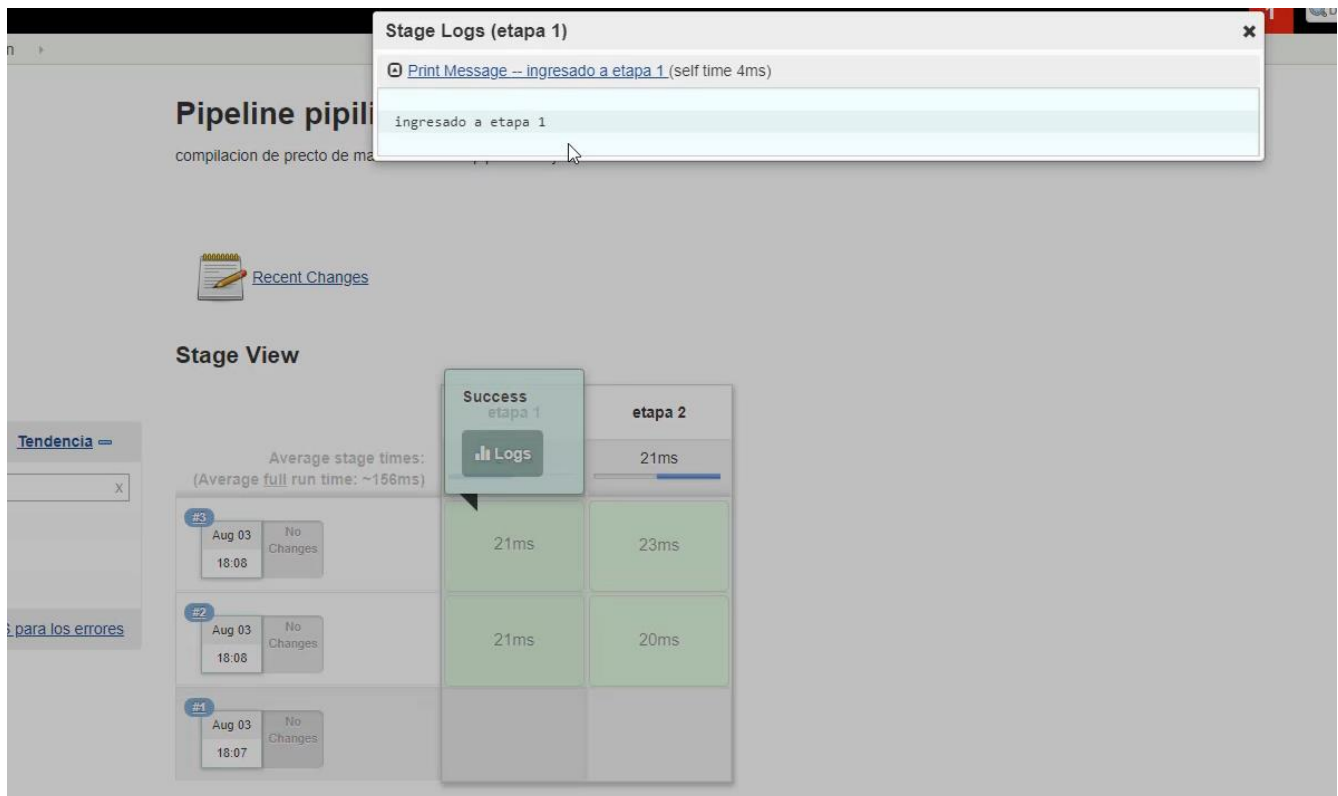 Stage Logs (etapa 1)
Print Message -- ingresado a etapa 1 (self time 4ms)
ingresado a etapa 1
Pipeline
compilacion de precto de
Recent Changes
Stage View
Success
etapa 1
etapa 2
Logs
Average stage times:
21ms
(Average full run time: ~156ms)
Tendencia
X
#3
Aug 03
18:08
No
Changes
21ms
23ms
#2
Aug 03
18:08
No
Changes
21ms
20ms
para los errores
#1
Aug 03
18:07
No
Changes